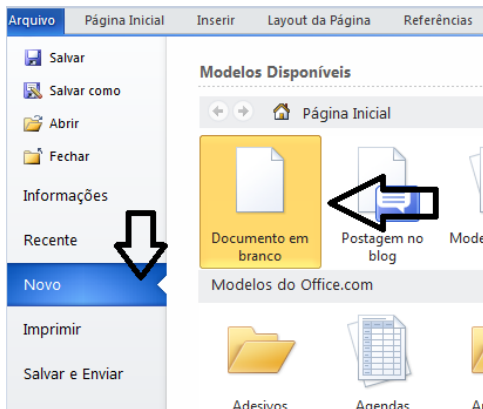 Arquivo Página Inicial Inserir Layout da Página Referências
Salvar
Salvar como
Abrir
Fechar
Informações
Recente
Novo
Imprimir
Salvar e Enviar
Modelos Disponíveis
Página Inicial
Documento em
branco
Postagem no
blog
Modelos do Office.com
Adesivos
Agendas